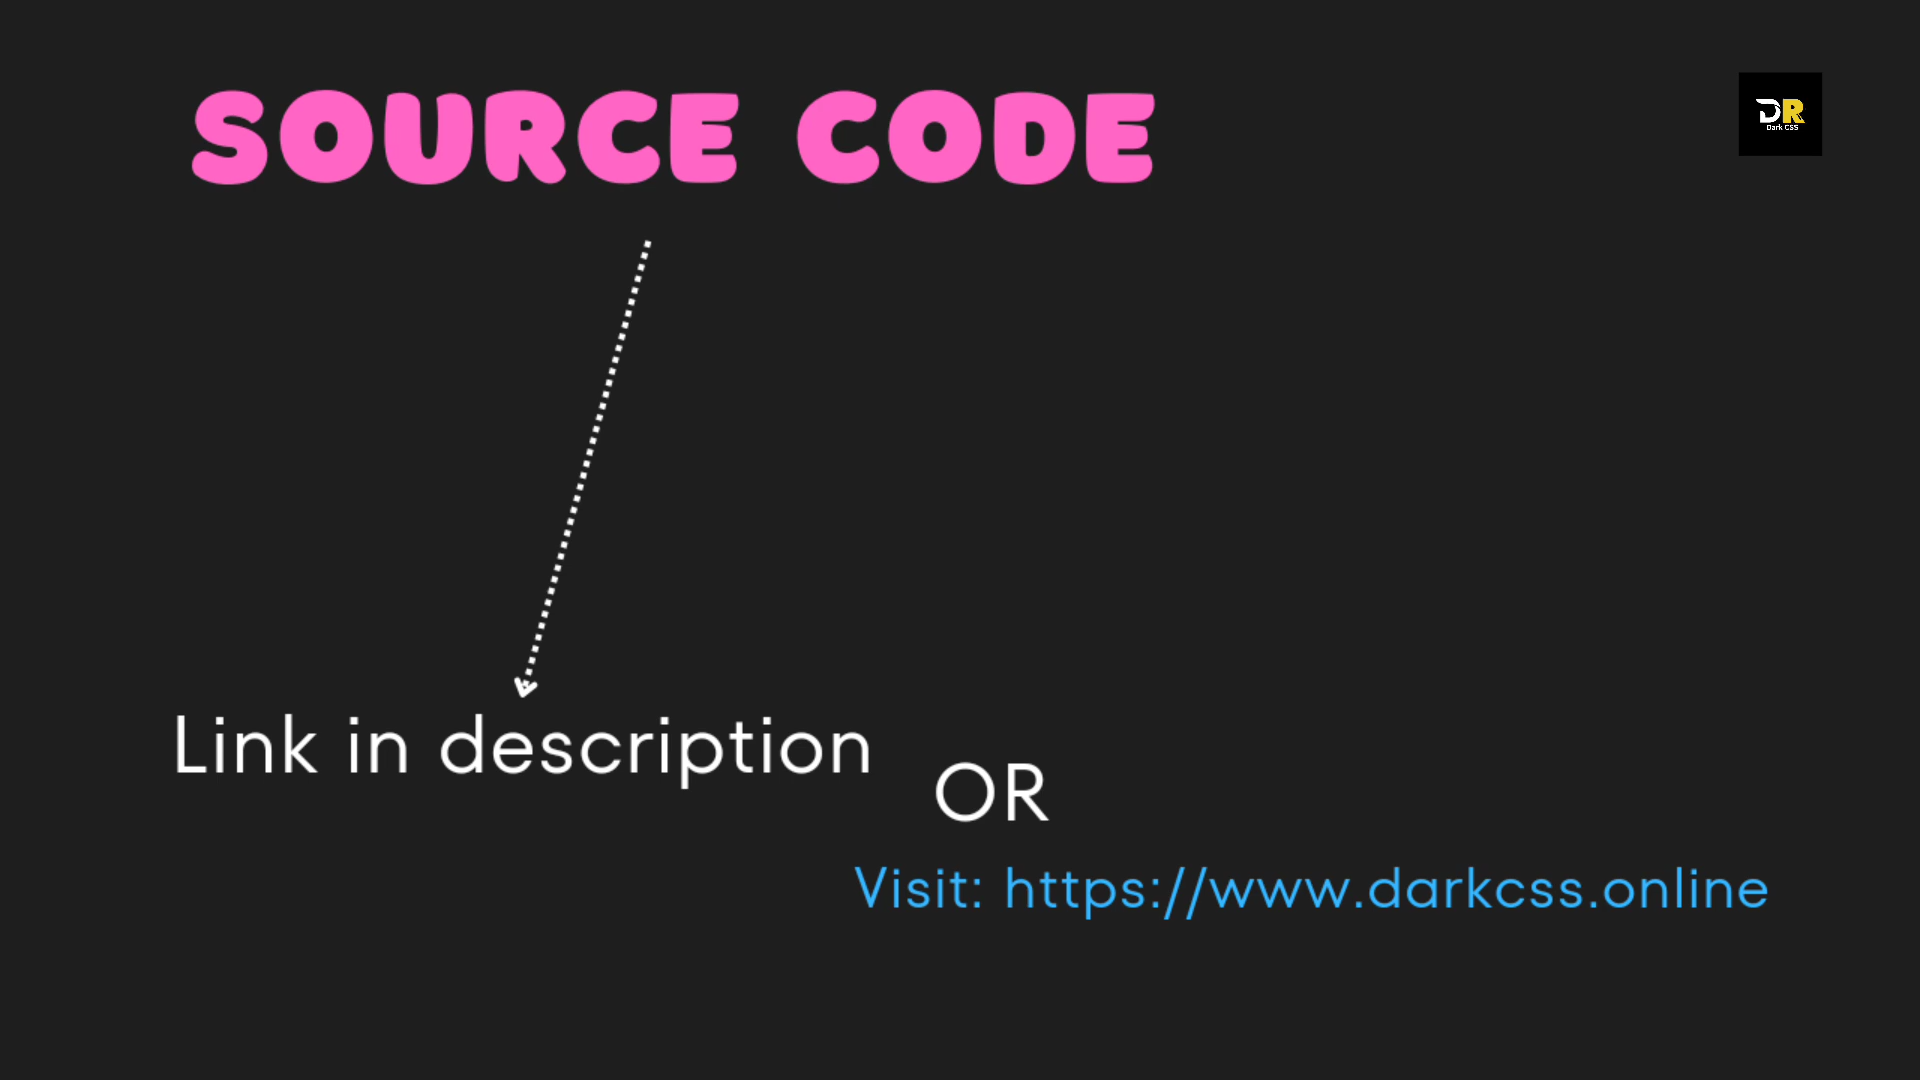 SOURCE CODE
DR
Dark CSS
Link in description
OR
Visit: https://www.darkcss.online